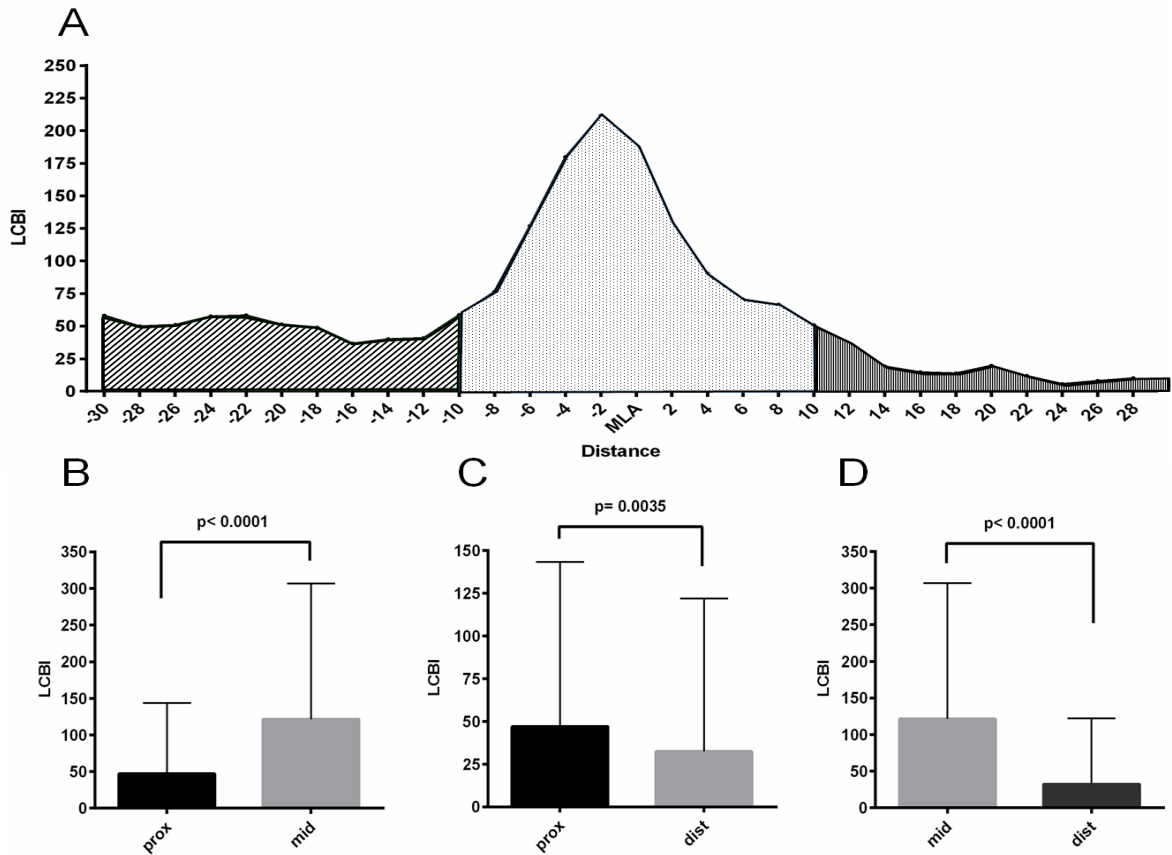 A
250
225
200
175
150
125
100
75
50
25
0
LCBI
-30 -28 -26 -24 -22 -20 -18 -16 -14 -12 -10 -8 -6 -4 -2 MLA 2 4 6 8 10 12 14 16 18 20 22 24 26 28
Distance
B
p< 0.0001
350
300
250
200
150
100
50
0
LCBI
prox mid
C
p= 0.0035
150
125
100
75
50
25
0
LCBI
prox dist
D
p< 0.0001
350
300
250
200
150
100
50
0
LCBI
mid dist